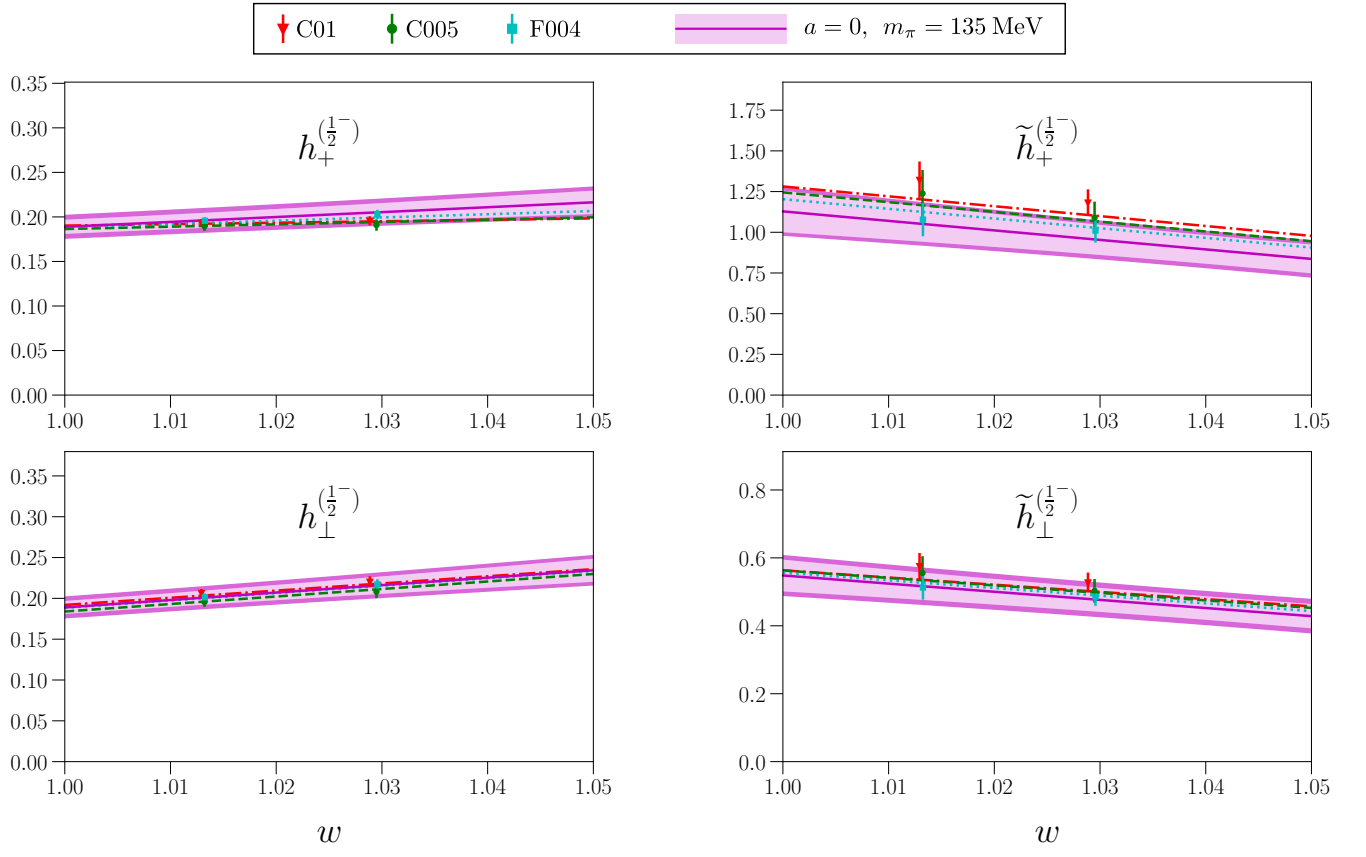 C01 C005 F004 a = 0, m_π = 135 MeV
h_+^{(\frac{1}{2}^-)}
0.35
0.30
0.25
0.20
0.15
0.10
0.05
0.00
1.00 1.01 1.02 1.03 1.04 1.05
\widetilde{h}_+^{(\frac{1}{2}^-)}
1.75
1.50
1.25
1.00
0.75
0.50
0.25
0.00
1.00 1.01 1.02 1.03 1.04 1.05
h_⊥^{(\frac{1}{2}^-)}
0.35
0.30
0.25
0.20
0.15
0.10
0.05
0.00
1.00 1.01 1.02 1.03 1.04 1.05
w
\widetilde{h}_⊥^{(\frac{1}{2}^-)}
0.8
0.6
0.4
0.2
0.0
1.00 1.01 1.02 1.03 1.04 1.05
w